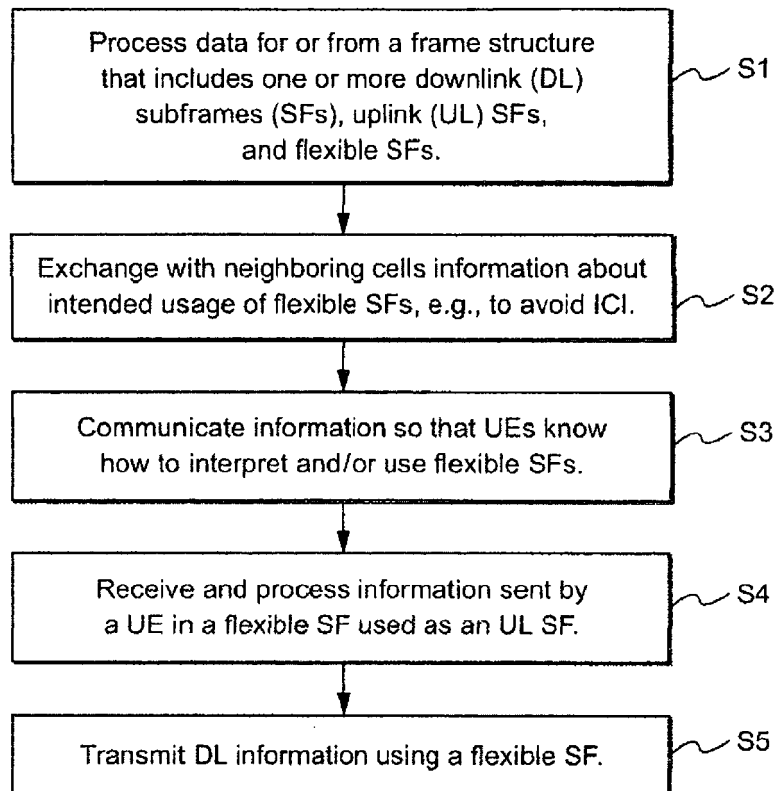 Process data for or from a frame structure
that includes one or more downlink (DL)
subframes (SFs), uplink (UL) SFs,
and flexible SFs.
S1
Exchange with neighboring cells information about
intended usage of flexible SFs, e.g., to avoid ICI.
S2
Communicate information so that UEs know
how to interpret and/or use flexible SFs.
S3
Receive and process information sent by
a UE in a flexible SF used as an UL SF.
S4
Transmit DL information using a flexible SF.
S5